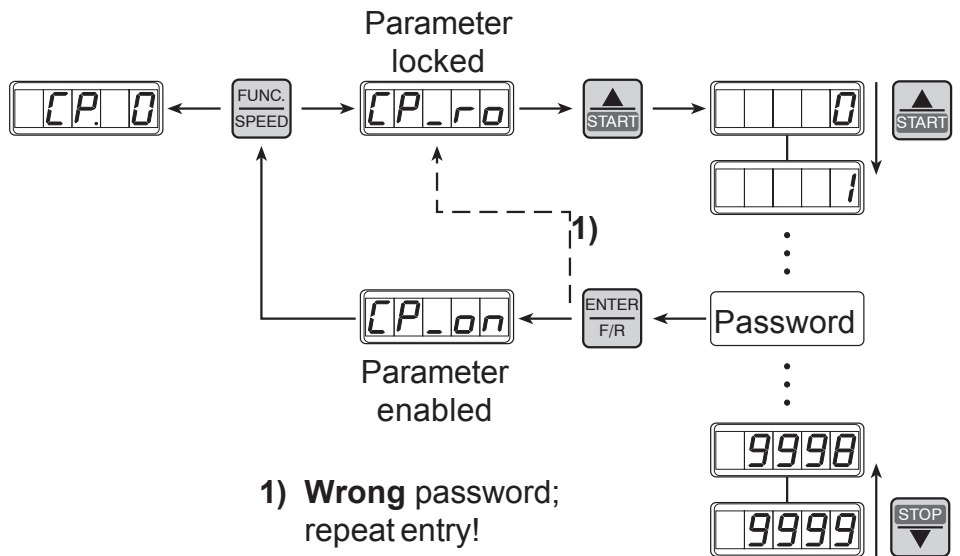 Parameter
locked
CP. 0
FUNC.
SPEED
CP_ro
START
0
START
1
1)
CP_on
ENTER
F/R
Password
Parameter
enabled
9998
1) Wrong password;
repeat entry!
9999
STOP